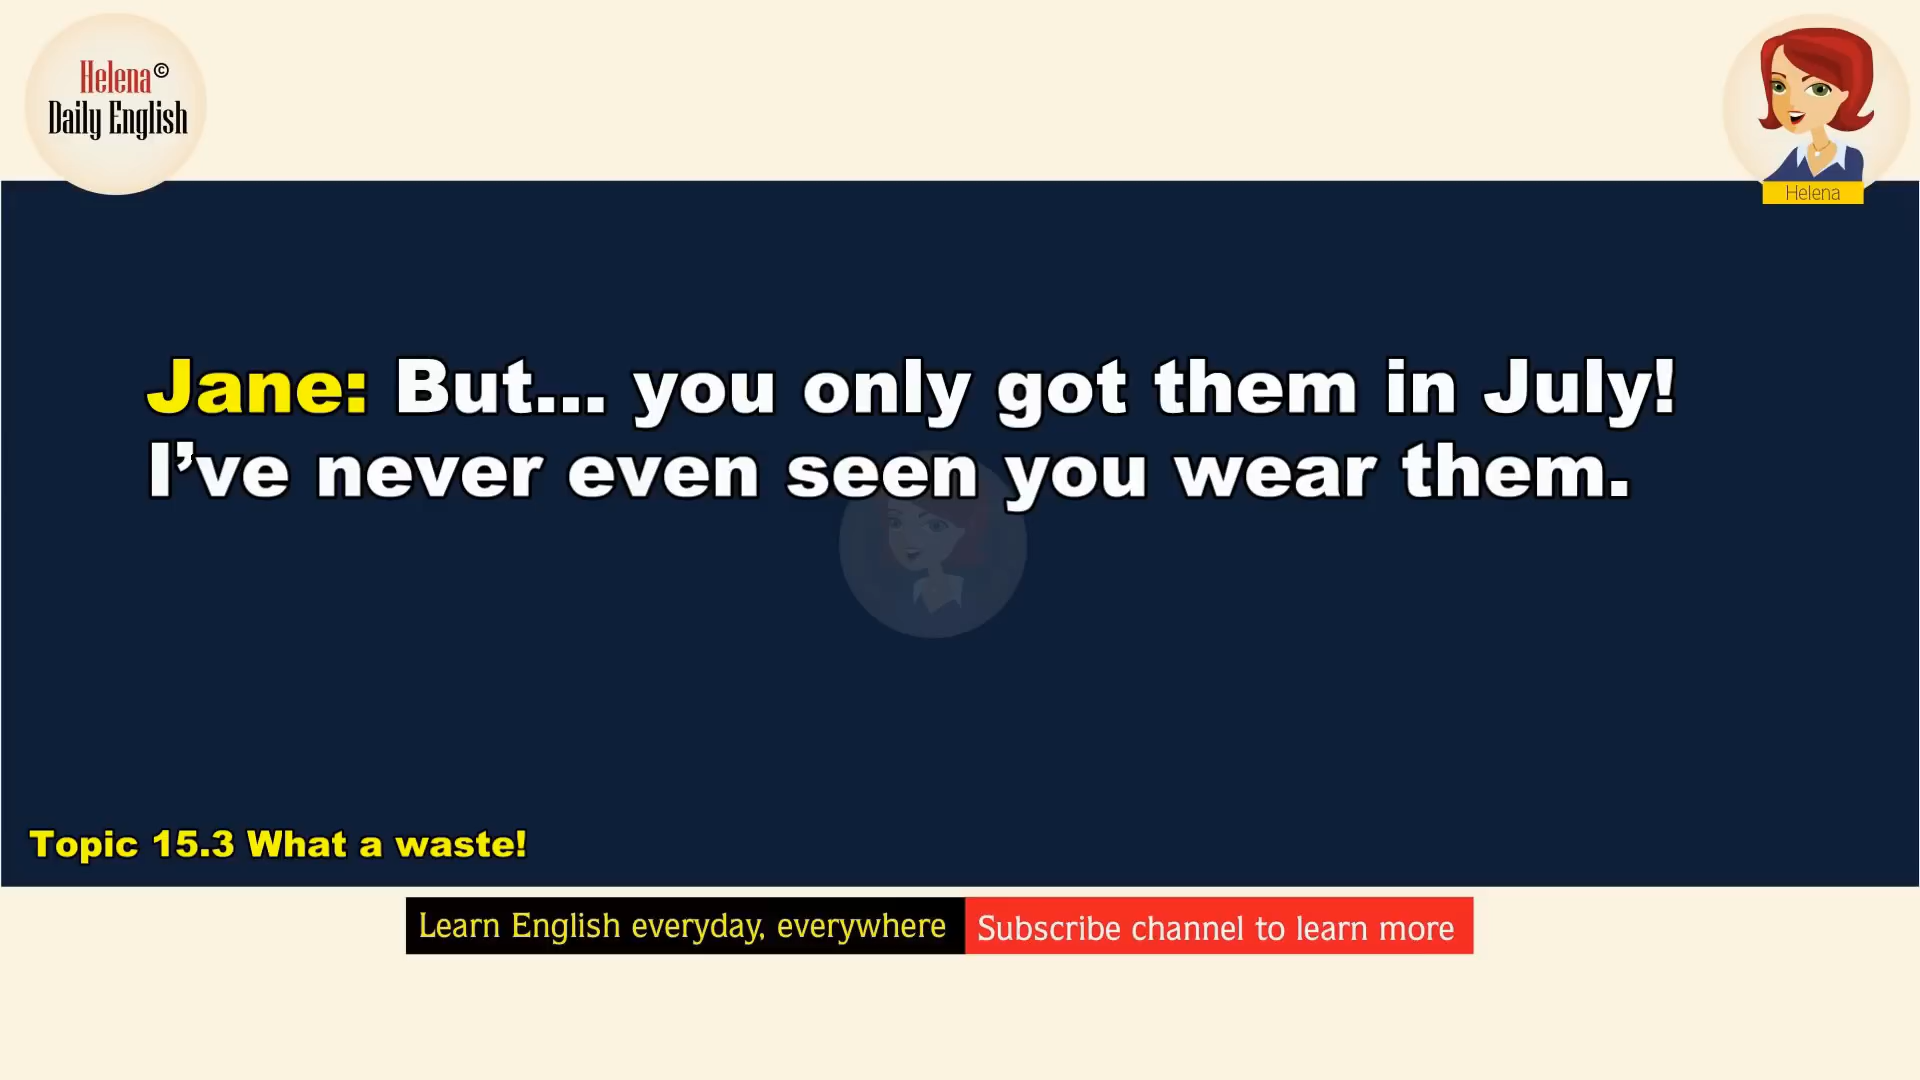 Helena©
Daily English
Helena
Jane: But... you only got them in July!
I’ve never even seen you wear them.
Topic 15.3 What a waste!
Learn English everyday, everywhere
Subscribe channel to learn more